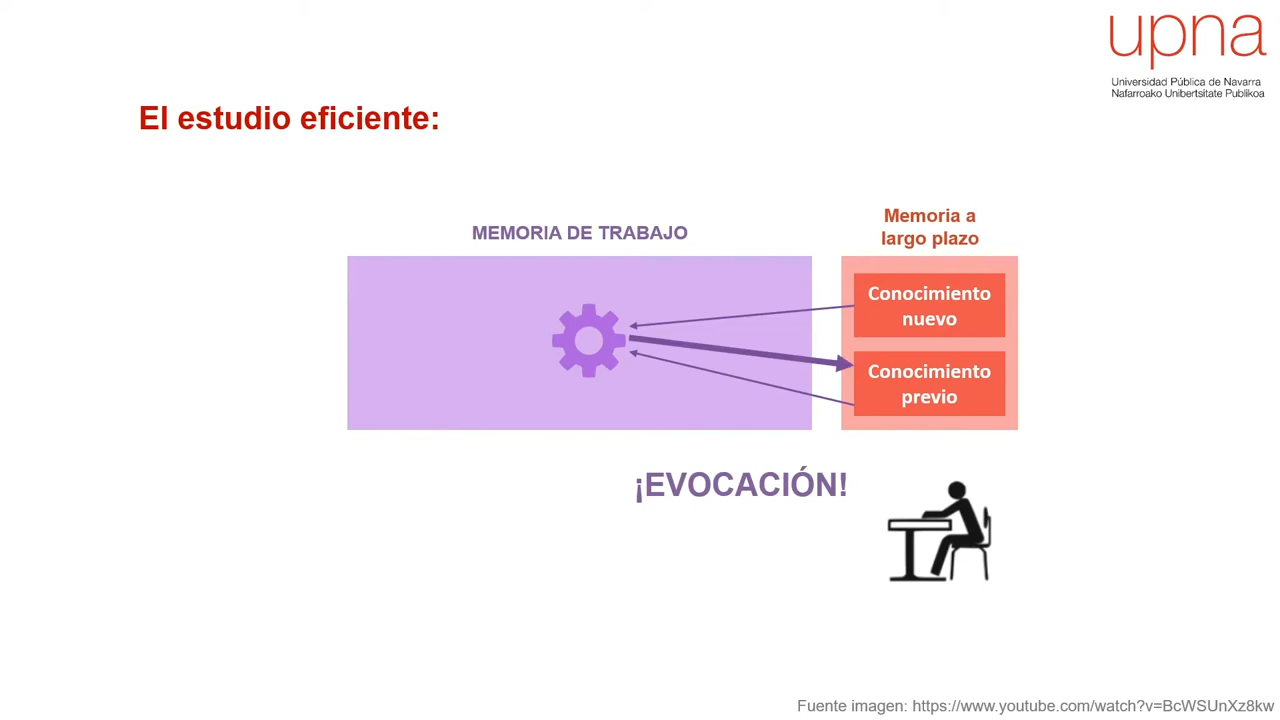 upna
Universidad Pública de Navarra
Nafarroako Unibertsitate Publikoa
El estudio eficiente:
MEMORIA DE TRABAJO
Memoria a
largo plazo
Conocimiento
nuevo
Conocimiento
previo
¡EVOCACIÓN!
Fuente imagen: https://www.youtube.com/watch?v=BcWSUnXz8kw